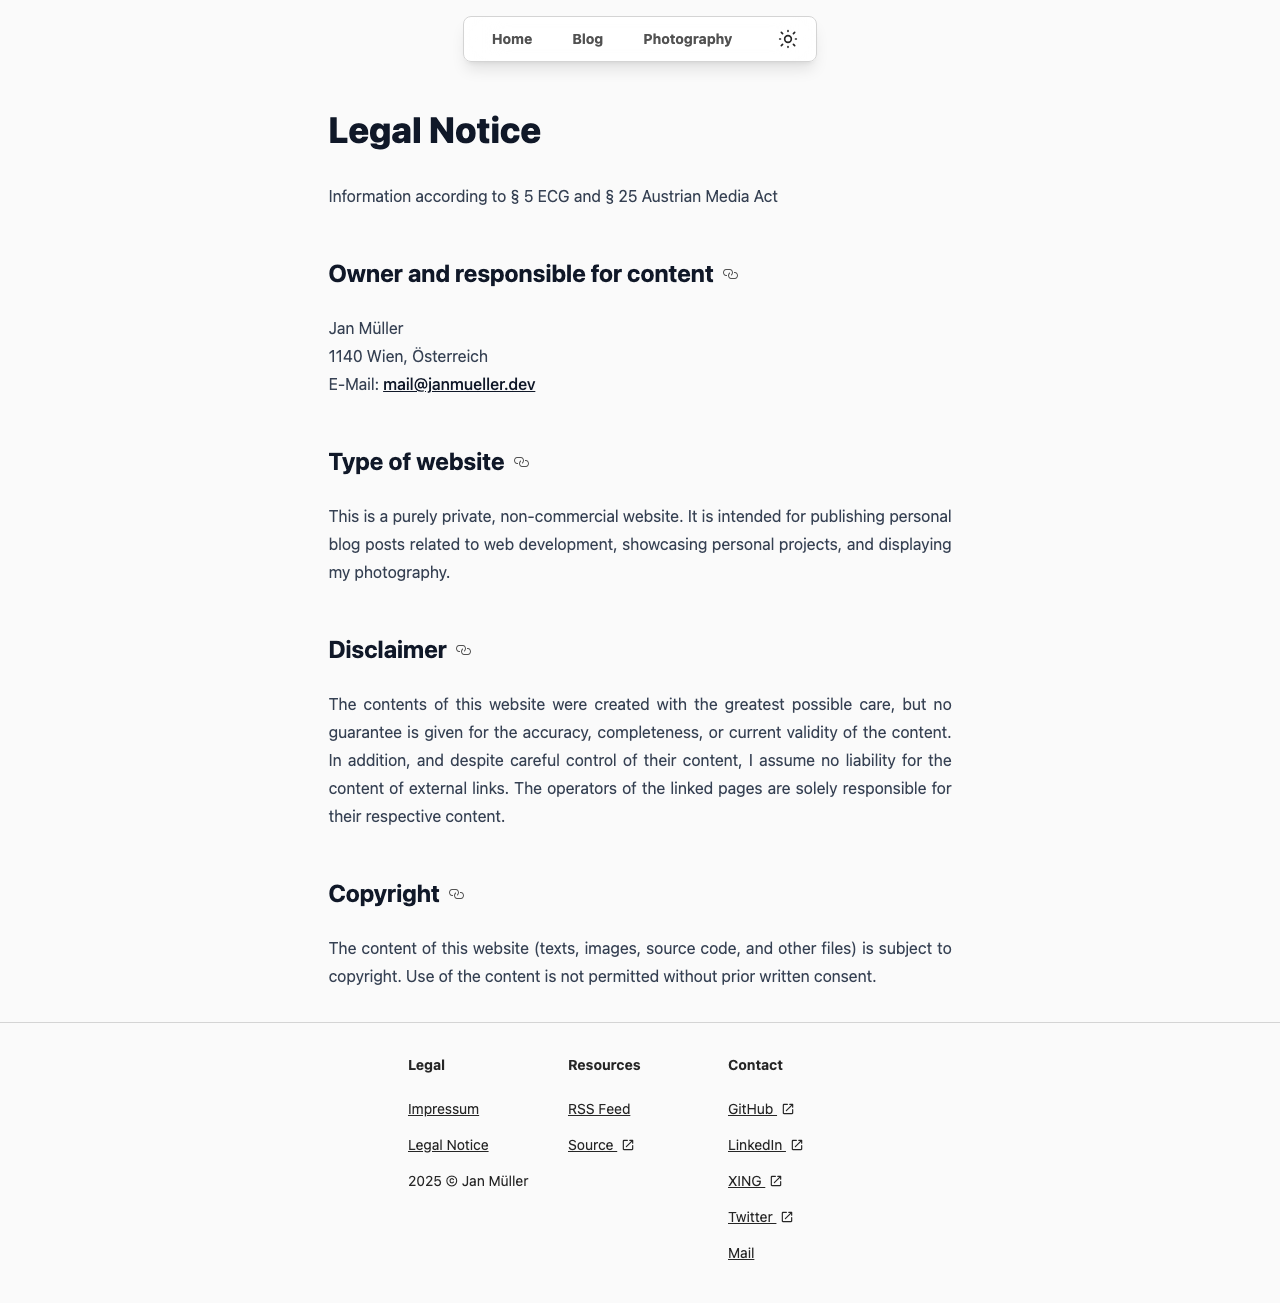 Home Blog Photography
Legal Notice
Information according to § 5 ECG and § 25 Austrian Media Act
Owner and responsible for content
Jan Müller
1140 Wien, Österreich
E-Mail: mail@janmueller.dev
Type of website
This is a purely private, non-commercial website. It is intended for publishing personal
blog posts related to web development, showcasing personal projects, and displaying
my photography.
Disclaimer
The contents of this website were created with the greatest possible care, but no
guarantee is given for the accuracy, completeness, or current validity of the content.
In addition, and despite careful control of their content, I assume no liability for the
content of external links. The operators of the linked pages are solely responsible for
their respective content.
Copyright
The content of this website (texts, images, source code, and other files) is subject to
copyright. Use of the content is not permitted without prior written consent.
Legal
Impressum
Legal Notice
2025 © Jan Müller
Resources
RSS Feed
Source
Contact
GitHub
LinkedIn
XING
Twitter
Mail